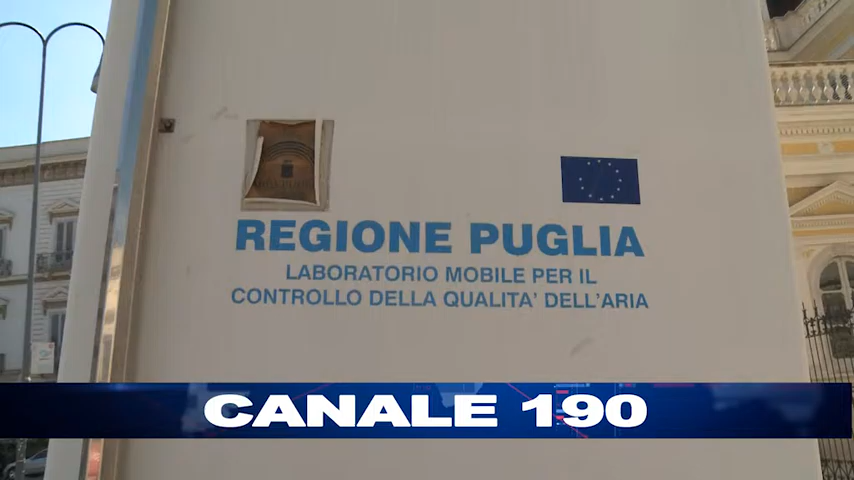 REGIONE PUGLIA
LABORATORIO MOBILE PER IL
CONTROLLO DELLA QUALITA' DELL'ARIA
CANALE 190